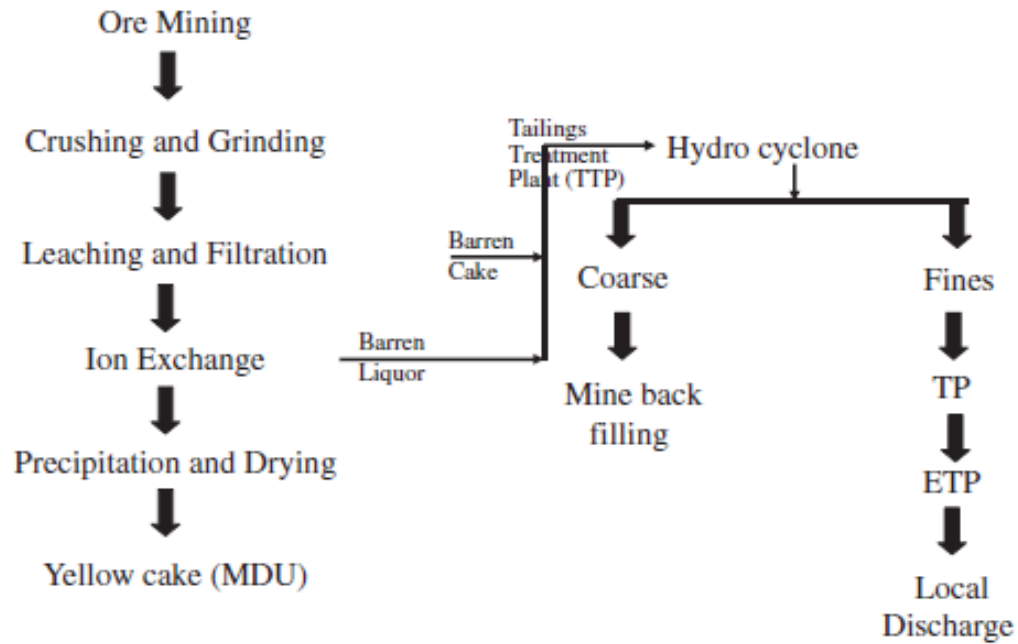 Ore Mining
Crushing and Grinding
Leaching and Filtration
Ion Exchange
Precipitation and Drying
Yellow cake (MDU)
Barren
Liquor
Barren
Cake
Tailings
Treatment
Plant (TTP)
Hydro cyclone
Coarse
Mine back
filling
Fines
TP
ETP
Local
Discharge